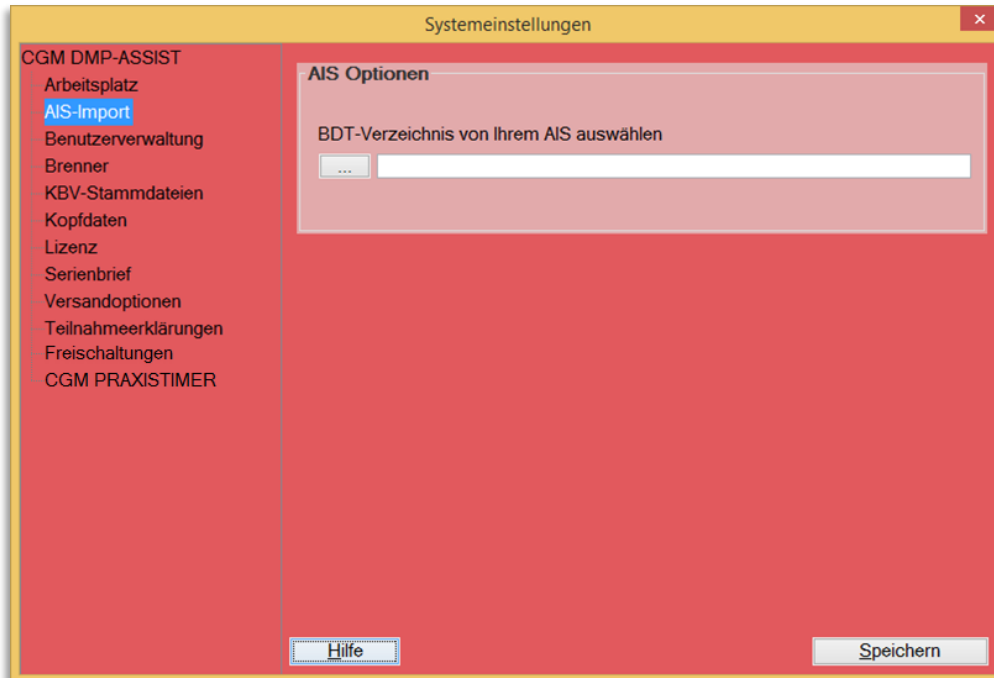 Systemeinstellungen
CGM DMP-ASSIST
Arbeitsplatz
AIS-Import
Benutzerverwaltung
Brenner
KBV-Stammdateien
Kopfdaten
Lizenz
Serienbrief
Versandoptionen
Teilnahmeerklärungen
Freischaltungen
CGM PRAXISTIMER
AIS Optionen
BDT-Verzeichnis von Ihrem AIS auswählen
...
Hilfe
Speichern